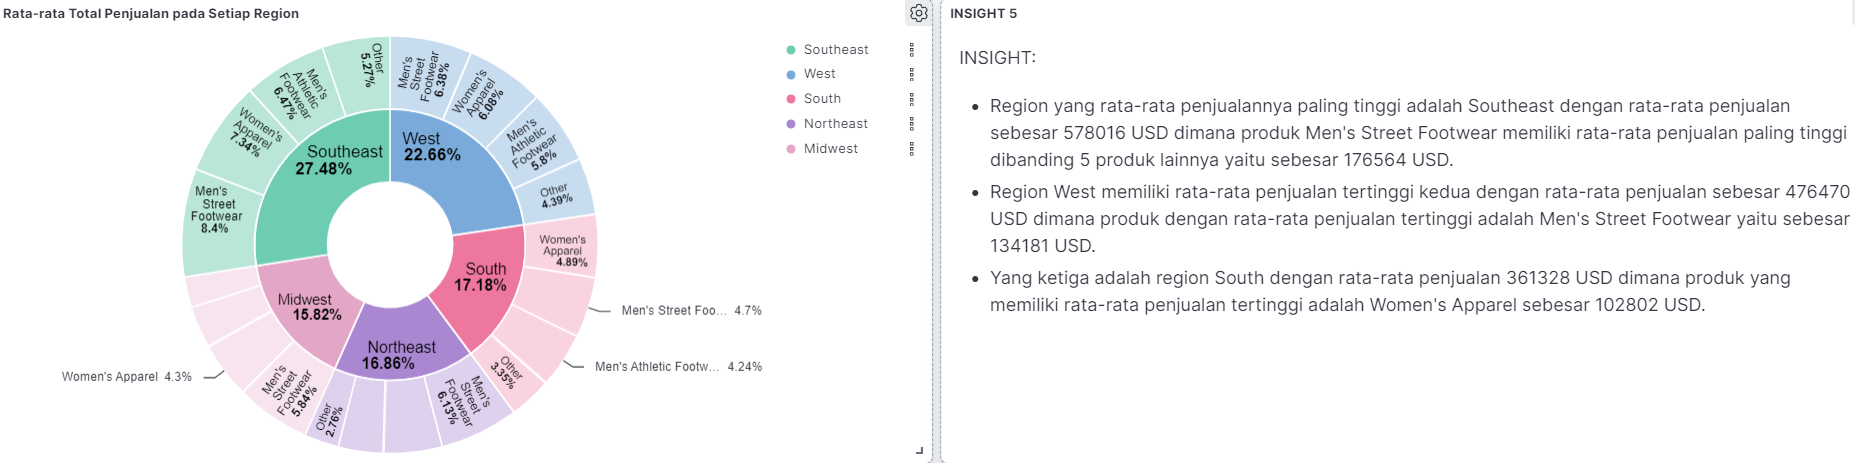 Rata-rata Total Penjualan pada Setiap Region
Southeast
West
South
Northeast
Midwest
Southeast
27.48%
West
22.66%
South
17.18%
Northeast
16.86%
Midwest
15.82%
Men's
Street
Footwear
8.4%
Women's
Apparel
7.34%
Men's
Athletic
Footwear
6.47%
Other
5.27%
Men's
Street
Footwear
6.38%
Women's
Apparel
6.08%
Men's
Athletic
Footwear
5.8%
Other
4.39%
Women's
Apparel
4.89%
Men's Street Foo... 4.7%
Men's Athletic Footw... 4.24%
Other
3.35%
Men's
Street
Footwear
6.13%
Other
2.76%
Men's
Street
Footwear
5.84%
Women's Apparel 4.3%
INSIGHT 5
INSIGHT:
• Region yang rata-rata penjualannya paling tinggi adalah Southeast dengan rata-rata penjualan
sebesar 578016 USD dimana produk Men's Street Footwear memiliki rata-rata penjualan paling tinggi
dibanding 5 produk lainnya yaitu sebesar 176564 USD.
• Region West memiliki rata-rata penjualan tertinggi kedua dengan rata-rata penjualan sebesar 476470
USD dimana produk dengan rata-rata penjualan tertinggi adalah Men's Street Footwear yaitu sebesar
134181 USD.
• Yang ketiga adalah region South dengan rata-rata penjualan 361328 USD dimana produk yang
memiliki rata-rata penjualan tertinggi adalah Women's Apparel sebesar 102802 USD.